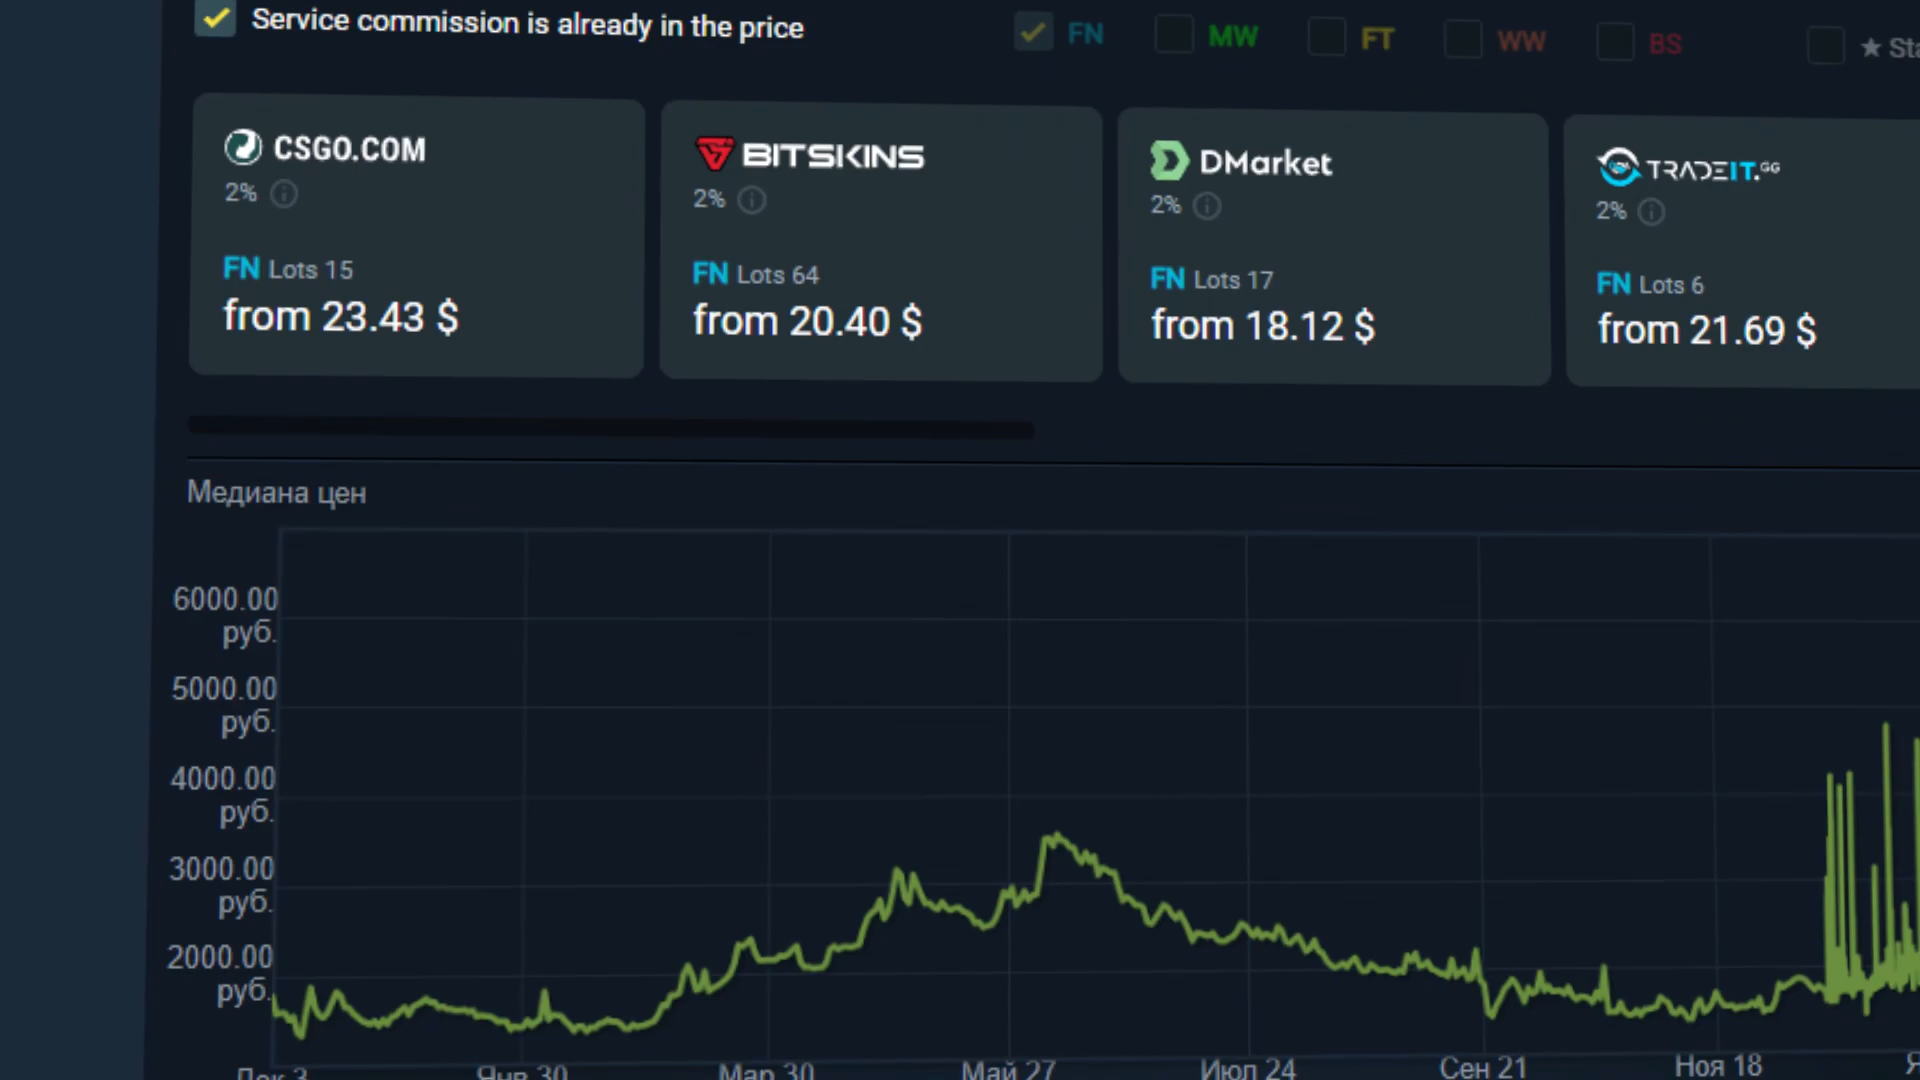 Service commission is already in the price
FN MW FT WW BS ★
CSGO.COM
2%
FN Lots 15
from 23.43 $
BITSKINS
2%
FN Lots 64
from 20.40 $
DMarket
2%
FN Lots 17
from 18.12 $
TRADEIT.GG
2%
FN Lots 6
from 21.69 $
Медиана цен
6000.00
руб.
5000.00
руб.
4000.00
руб.
3000.00
руб.
2000.00
руб.
Дек 3 Янв 30 Мар 30 Май 27 Июл 24 Сен 21 Ноя 18